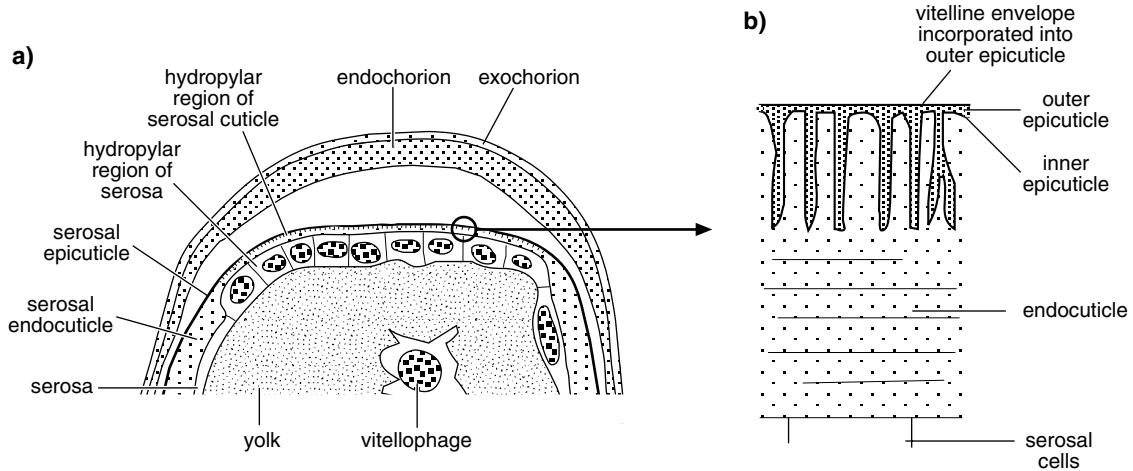 a)
hydropylar
region of
serosal cuticle
endochorion
exochorion
hydropylar
region of
serosa
serosal
epicuticle
serosal
endocuticle
serosa
yolk
vitellophage
b)
vitelline envelope
incorporated into
outer epicuticle
outer
epicuticle
inner
epicuticle
endocuticle
serosal
cells